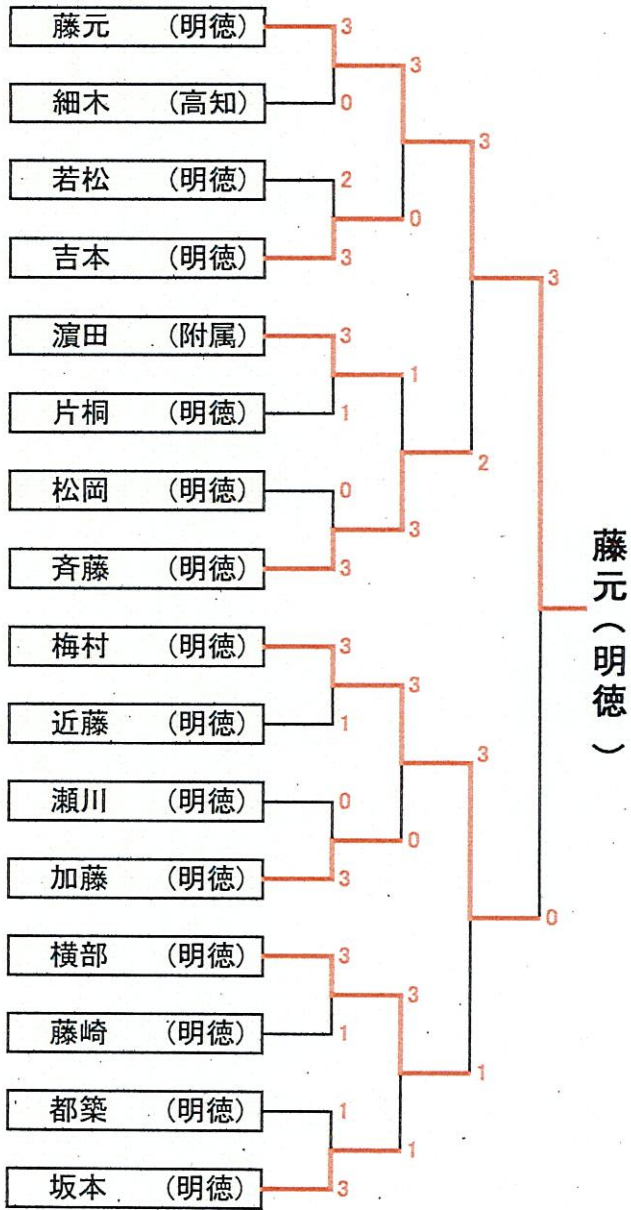 藤元 (明徳)
3
3
細木 (高知)
0
3
若松 (明徳)
2
0
吉本 (明徳)
3
3
濵田 (附属)
3
1
片桐 (明徳)
1
2
松岡 (明徳)
0
3
斉藤 (明徳)
3
藤元(明徳)
梅村 (明徳)
3
3
近藤 (明徳)
1
3
瀬川 (明徳)
0
0
加藤 (明徳)
3
0
横部 (明徳)
3
3
藤崎 (明徳)
1
1
都築 (明徳)
1
1
坂本 (明徳)
3